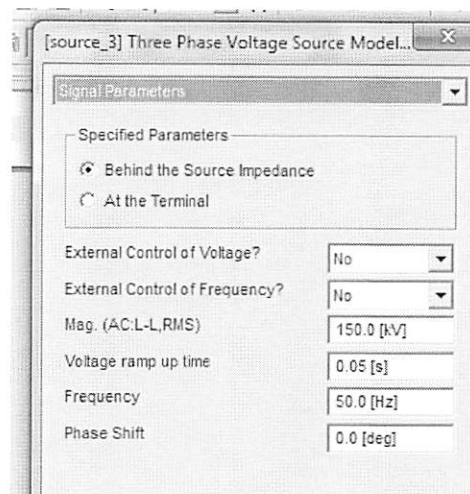 [source_3] Three Phase Voltage Source Model...
Signal Parameters
Specified Parameters
Behind the Source Impedance
At the Terminal
External Control of Voltage?
No
External Control of Frequency?
No
Mag. (AC:L-L,RMS)
150.0 [kV]
Voltage ramp up time
0.05 [s]
Frequency
50.0 [Hz]
Phase Shift
0.0 [deg]